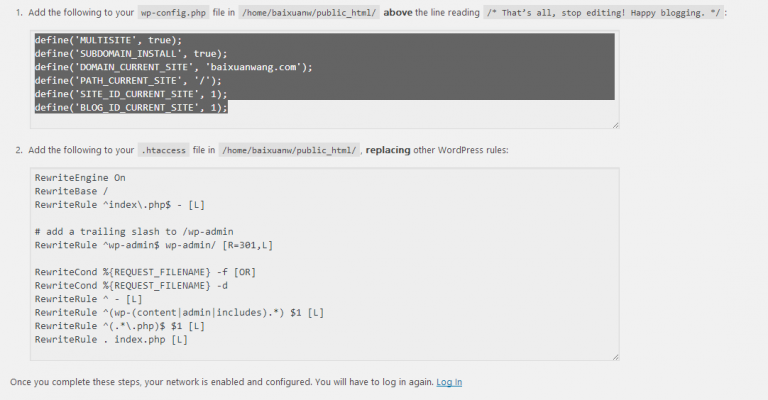 1. Add the following to your wp-config.php file in /home/baixuanw/public_html/ above the line reading /* That's all, stop editing! Happy blogging. */:
define('MULTISITE', true);
define('SUBDOMAIN_INSTALL', true);
define('DOMAIN_CURRENT_SITE', 'baixuanwang.com');
define('PATH_CURRENT_SITE', '/');
define('SITE_ID_CURRENT_SITE', 1);
define('BLOG_ID_CURRENT_SITE', 1);
2. Add the following to your .htaccess file in /home/baixuanw/public_html/, replacing other WordPress rules:
RewriteEngine On
RewriteBase /
RewriteRule ^index\.php$ - [L]
# add a trailing slash to /wp-admin
RewriteRule ^wp-admin$ wp-admin/ [R=301,L]
RewriteCond %{REQUEST_FILENAME} -f [OR]
RewriteCond %{REQUEST_FILENAME} -d
RewriteRule ^ - [L]
RewriteRule ^(wp-(content|admin|includes).*) $1 [L]
RewriteRule ^(.*\.php)$ $1 [L]
RewriteRule . index.php [L]
Once you complete these steps, your network is enabled and configured. You will have to log in again. Log In